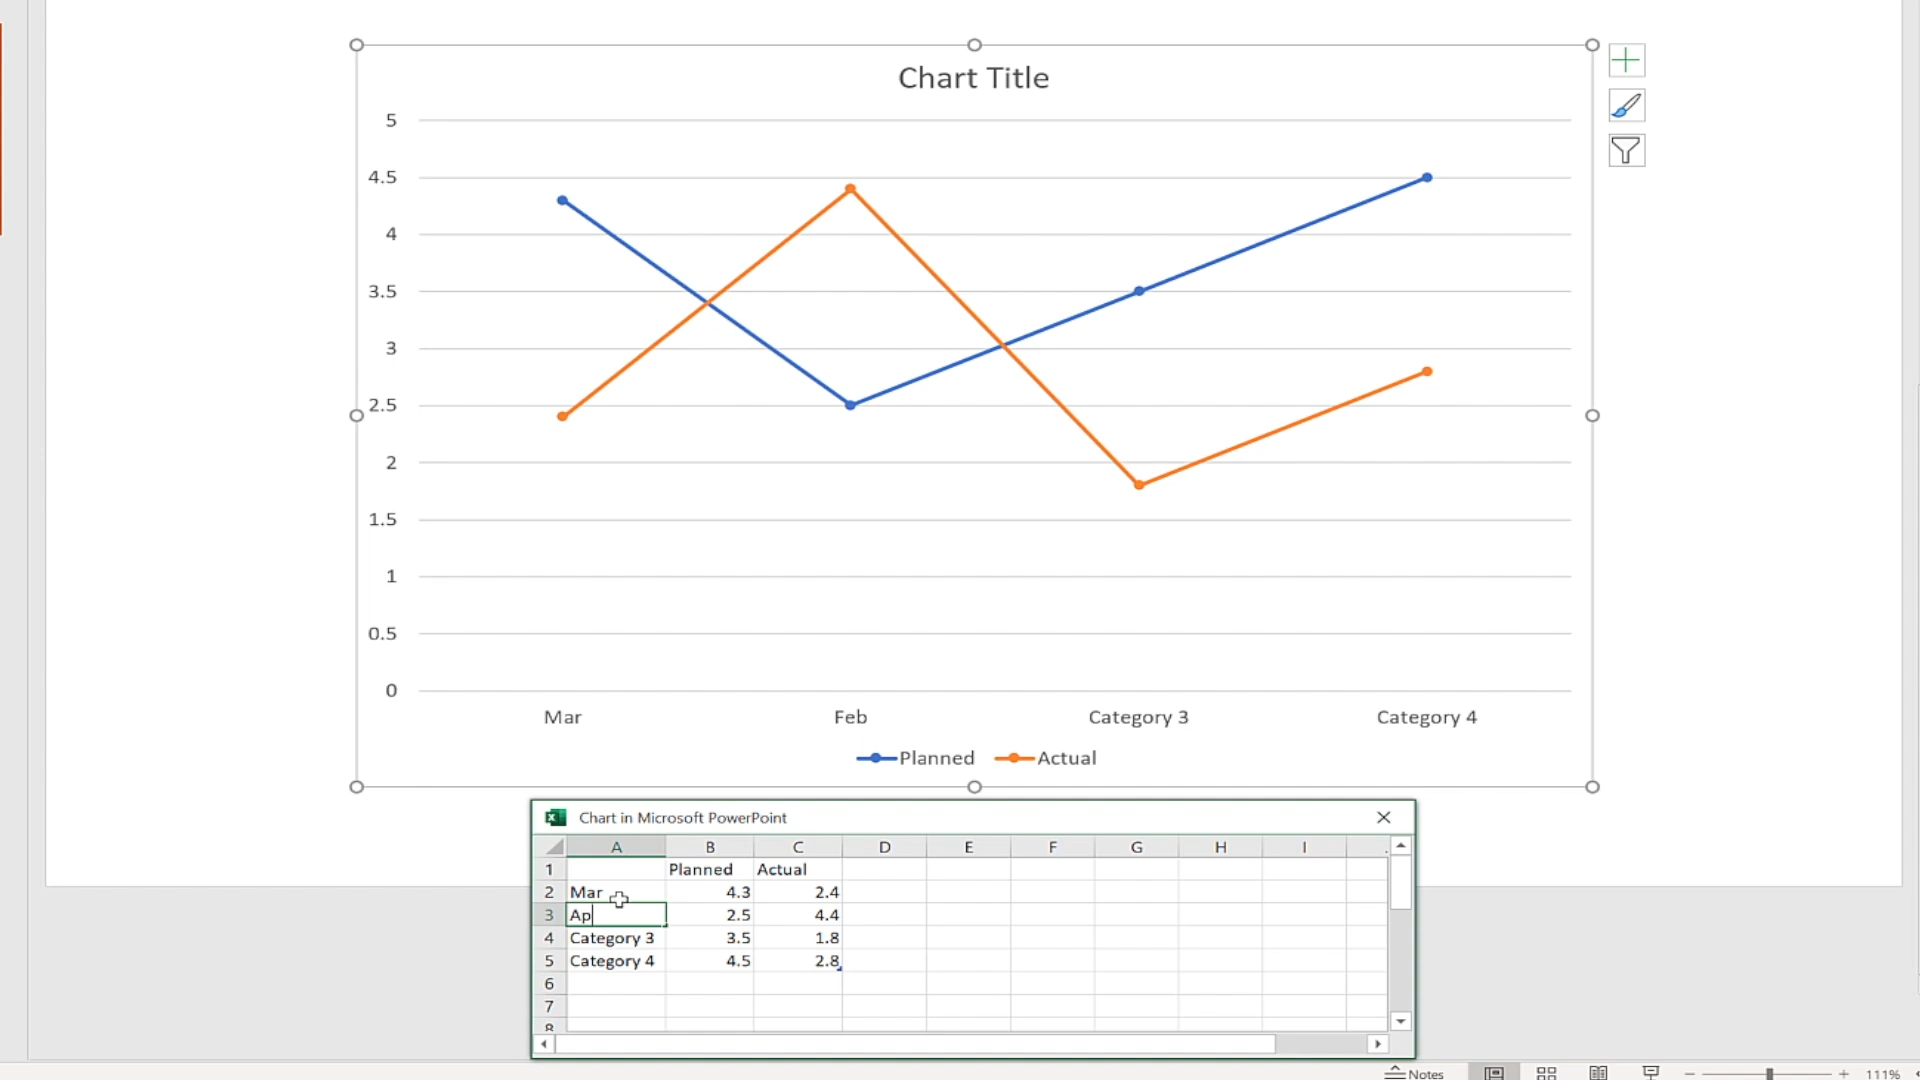 Chart Title
5
4.5
4
3.5
3
2.5
2
1.5
1
0.5
0
Mar Feb Category 3 Category 4
Planned Actual
Chart in Microsoft PowerPoint
A B C D E F G H I
1 Planned Actual
2 Mar 4.3 2.4
3 Ap 2.5 4.4
4 Category 3 3.5 1.8
5 Category 4 4.5 2.8
6
7
8
Notes 111%